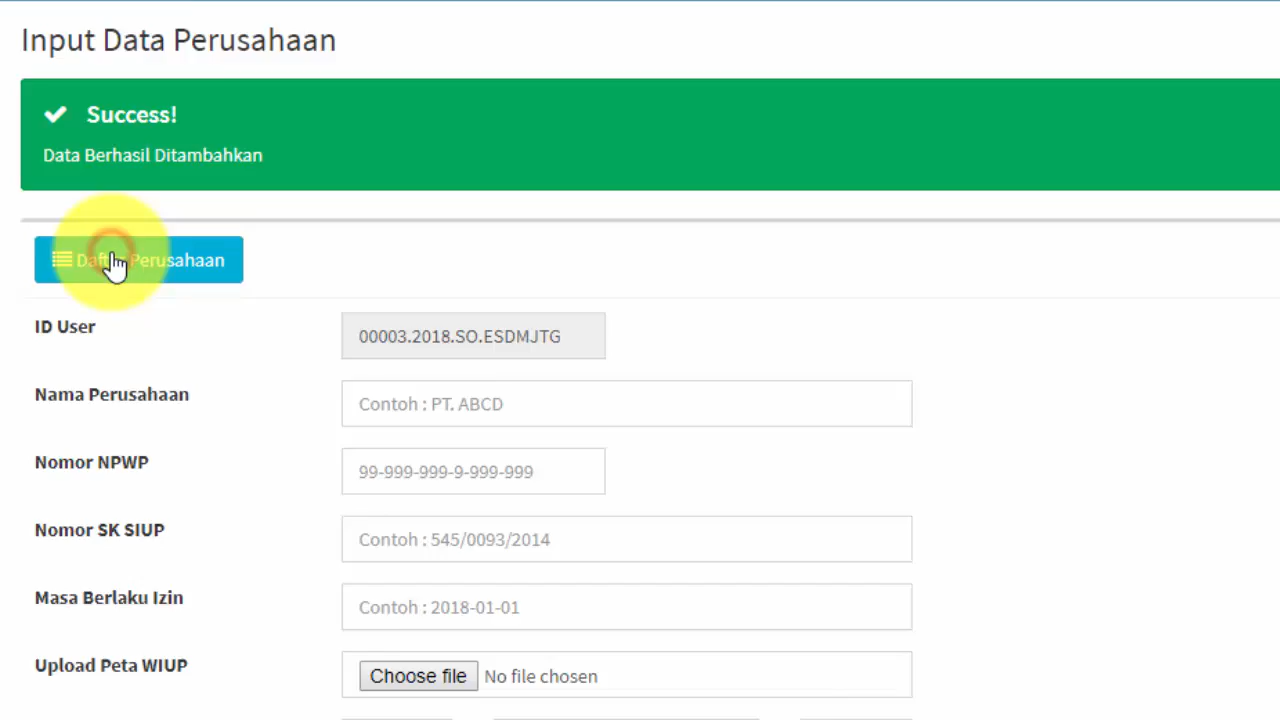 Input Data Perusahaan
Success!
Data Berhasil Ditambahkan
Daftar Perusahaan
ID User
00003.2018.SO.ESDMJTG
Nama Perusahaan
Contoh : PT. ABCD
Nomor NPWP
99-999-999-9-999-999
Nomor SK SIUP
Contoh : 545/0093/2014
Masa Berlaku Izin
Contoh : 2018-01-01
Upload Peta WIUP
Choose file No file chosen